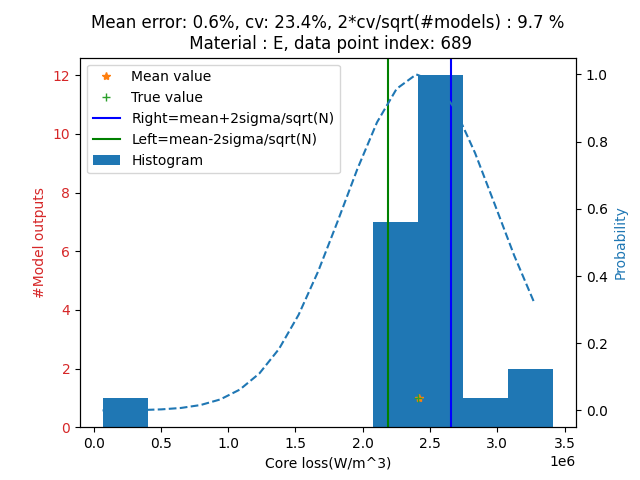 Mean error: 0.6%, cv: 23.4%, 2*cv/sqrt(#models) : 9.7 %
Material : E, data point index: 689
Mean value
True value
Right=mean+2sigma/sqrt(N)
Left=mean-2sigma/sqrt(N)
Histogram
#Model outputs
12
10
8
6
4
2
0
Probability
1.0
0.8
0.6
0.4
0.2
0.0
0.0 0.5 1.0 1.5 2.0 2.5 3.0 3.5
1e6
Core loss(W/m^3)